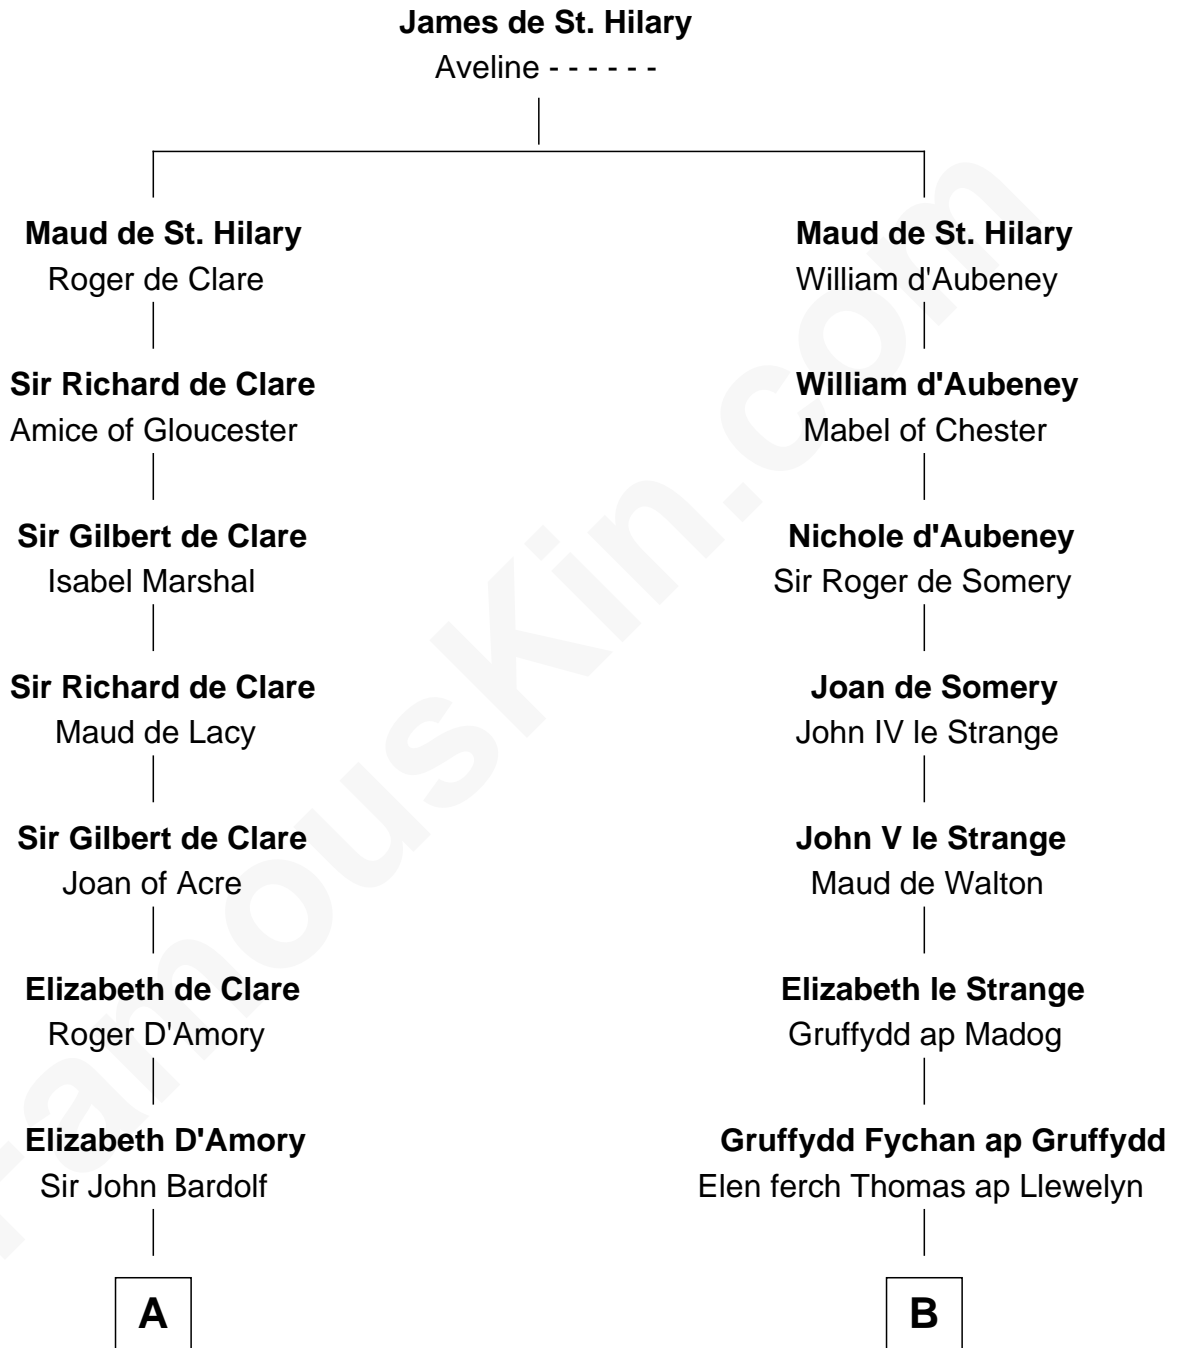 James de St. Hilary
Aveline - - - - - -
Maud de St. Hilary
Roger de Clare
Sir Richard de Clare
Amice of Gloucester
Sir Gilbert de Clare
Isabel Marshal
Sir Richard de Clare
Maud de Lacy
Sir Gilbert de Clare
Joan of Acre
Elizabeth de Clare
Roger D'Amory
Elizabeth D'Amory
Sir John Bardolf
A
Maud de St. Hilary
William d'Aubeney
William d'Aubeney
Mabel of Chester
Nichole d'Aubeney
Sir Roger de Somery
Joan de Somery
John IV le Strange
John V le Strange
Maud de Walton
Elizabeth le Strange
Gruffydd ap Madog
Gruffydd Fychan ap Gruffydd
Elen ferch Thomas ap Llewelyn
B
FamousKin.com